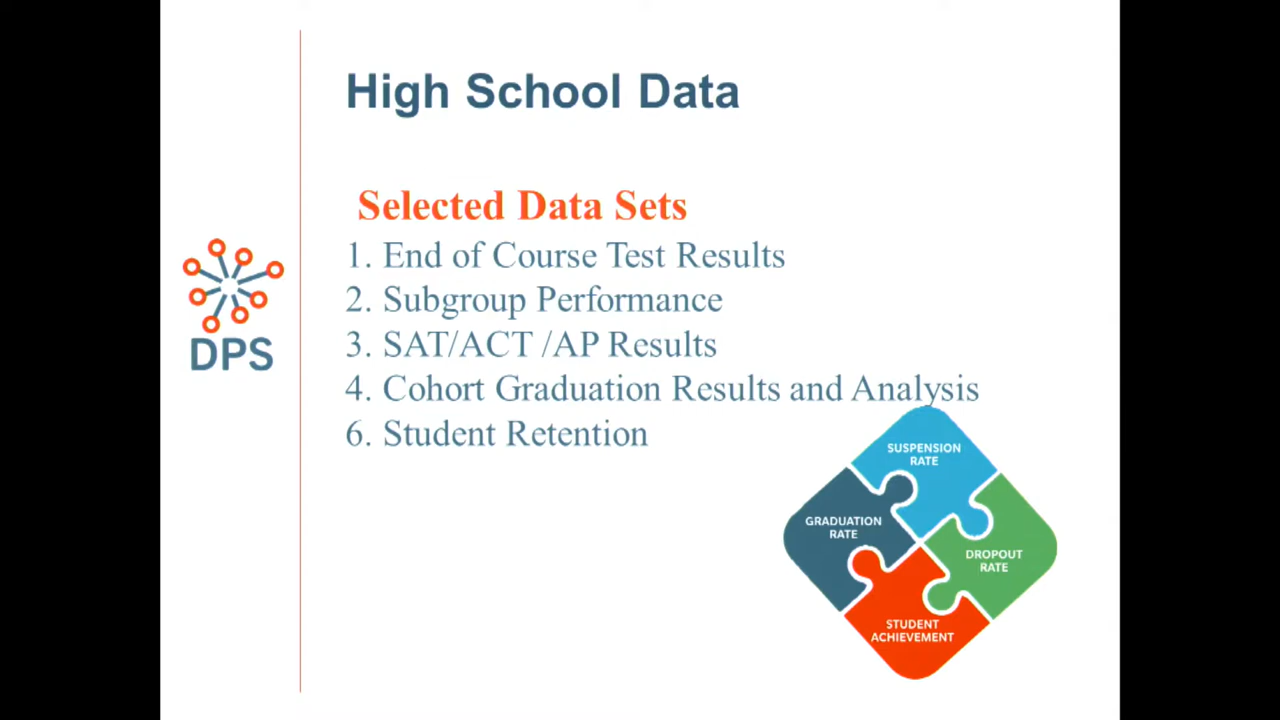 High School Data
Selected Data Sets
1. End of Course Test Results
2. Subgroup Performance
3. SAT/ACT /AP Results
4. Cohort Graduation Results and Analysis
6. Student Retention
DPS
SUSPENSION
RATE
GRADUATION
RATE
DROPOUT
RATE
STUDENT
ACHIEVEMENT